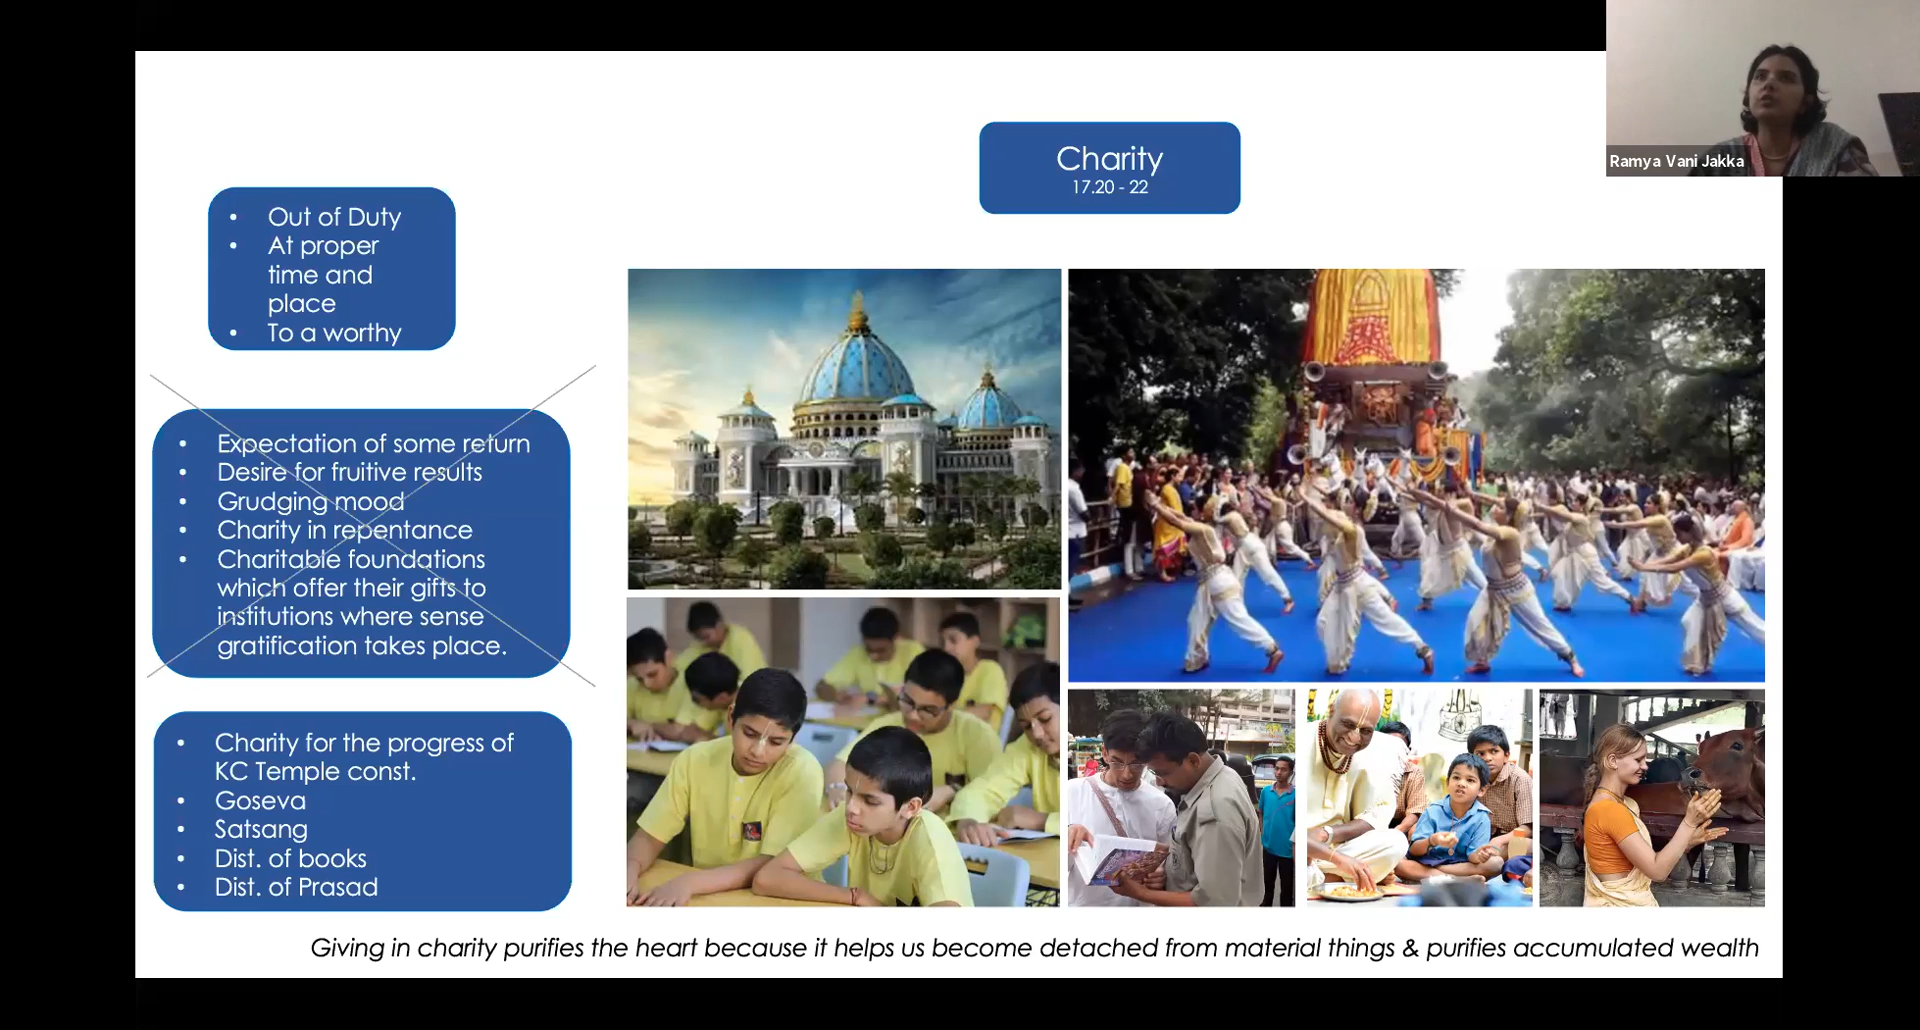 Ramya Vani Jakka
Charity
17.20 - 22
• Out of Duty
• At proper
time and
place
• To a worthy
• Expectation of some return
• Desire for fruitive results
• Grudging mood
• Charity in repentance
• Charitable foundations
which offer their gifts to
institutions where sense
gratification takes place.
• Charity for the progress of
KC Temple const.
• Goseva
• Satsang
• Dist. of books
• Dist. of Prasad
Giving in charity purifies the heart because it helps us become detached from material things & purifies accumulated wealth